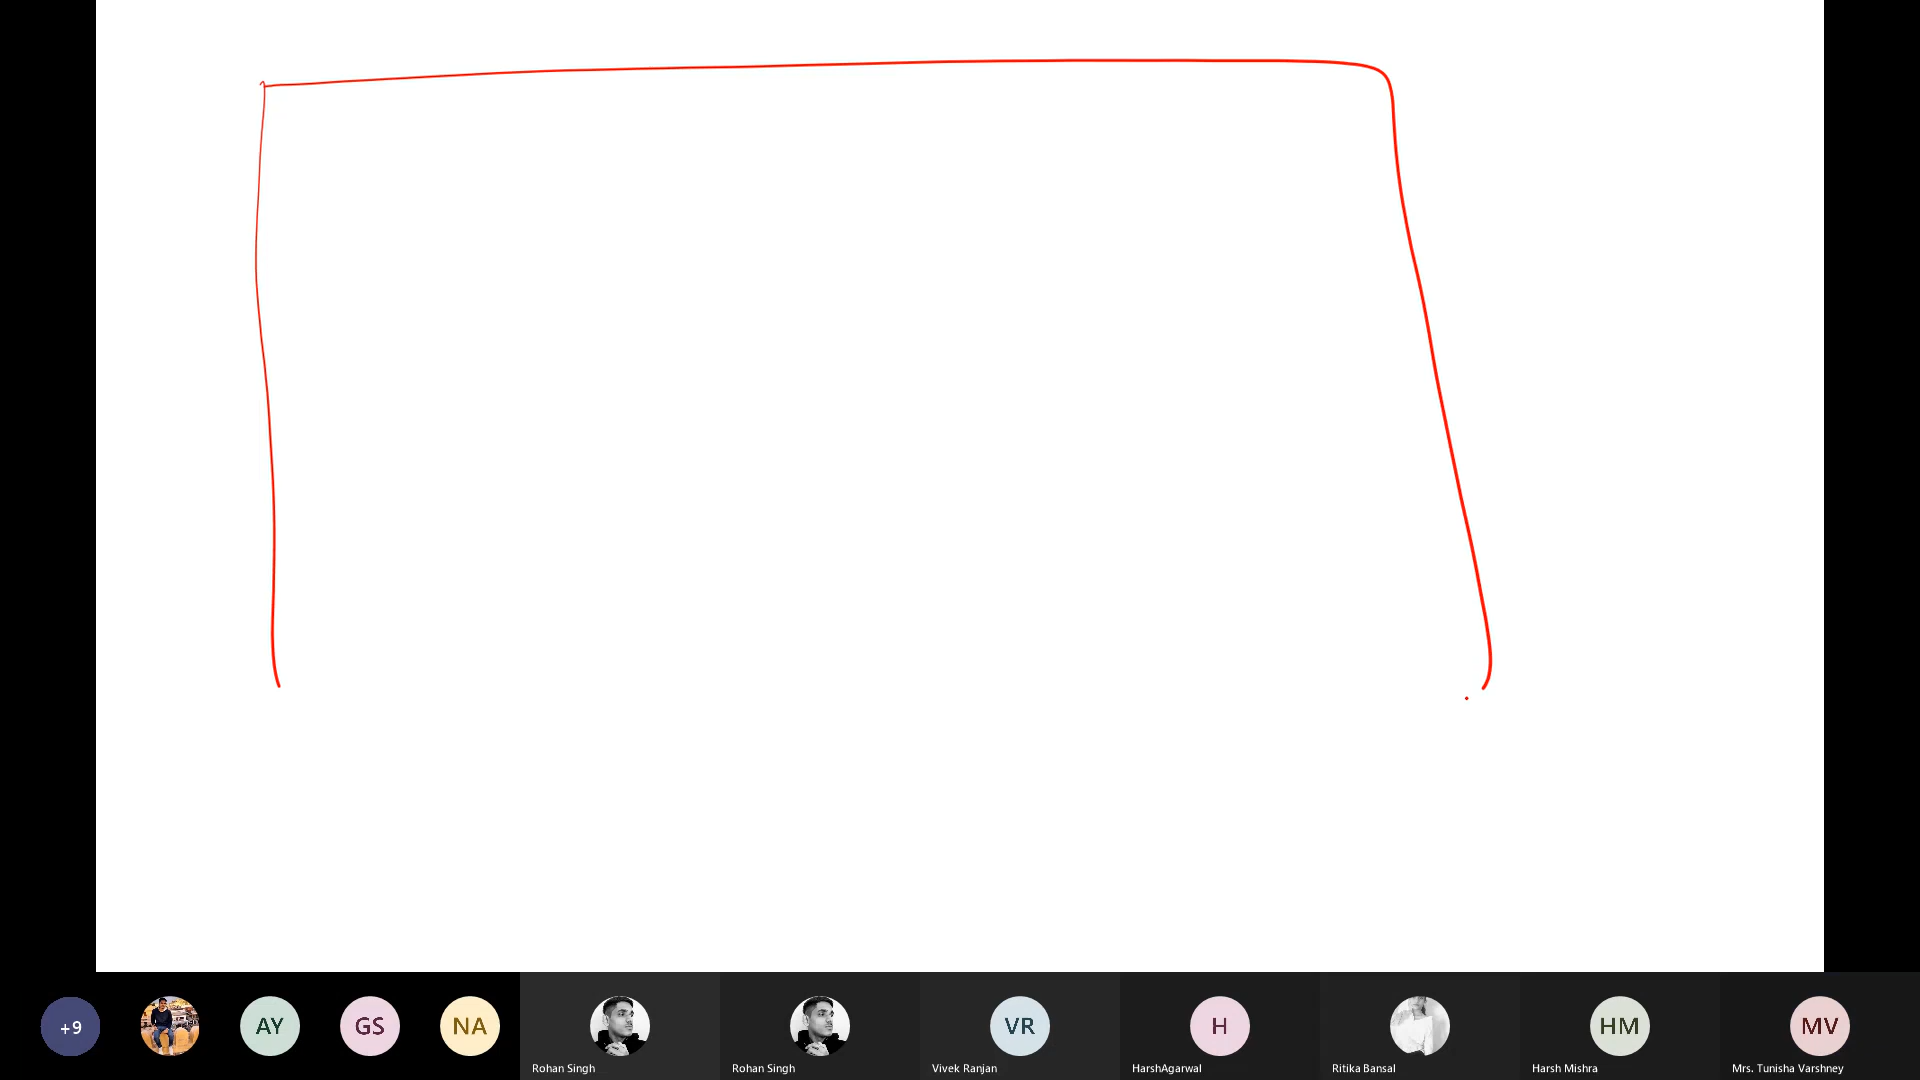 +9
AY
GS
NA
VR
H
HM
MV
Rohan Singh
Rohan Singh
Vivek Ranjan
HarshAgarwal
Ritika Bansal
Harsh Mishra
Mrs. Tunisha Varshney